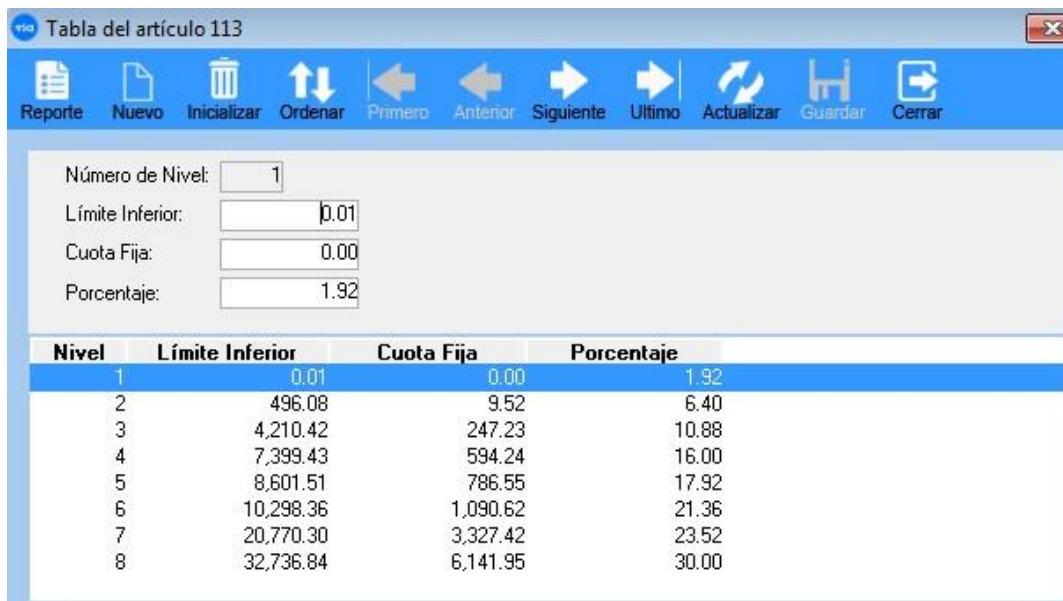 via Tabla del artículo 113
Reporte Nuevo Inicializar Ordenar Primero Anterior Siguiente Ultimo Actualizar Guardar Cerrar
Número de Nivel: 1
Límite Inferior: 0.01
Cuota Fija: 0.00
Porcentaje: 1.92
Nivel Límite Inferior Cuota Fija Porcentaje
1 0.01 0.00 1.92
2 496.08 9.52 6.40
3 4,210.42 247.23 10.88
4 7,399.43 594.24 16.00
5 8,601.51 786.55 17.92
6 10,298.36 1,090.62 21.36
7 20,770.30 3,327.42 23.52
8 32,736.84 6,141.95 30.00